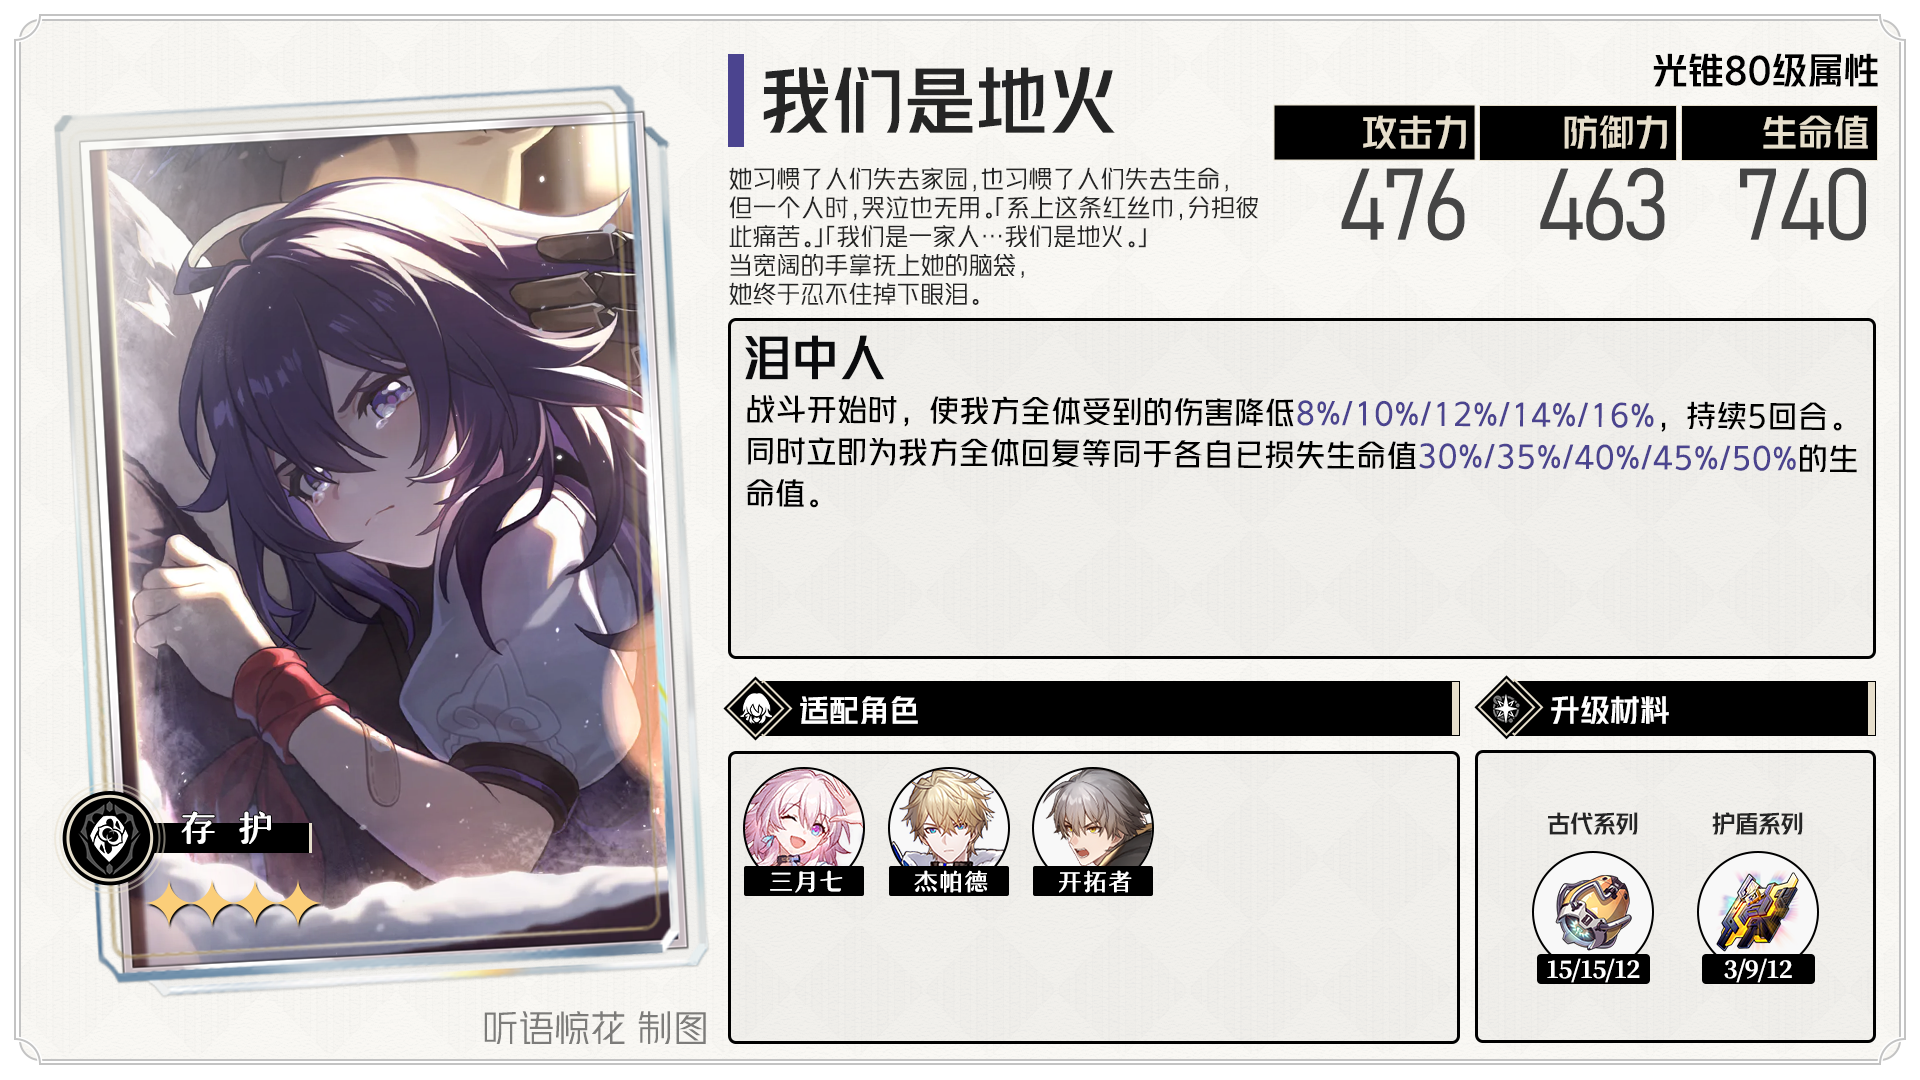 我们是地火
她习惯了人们失去家园,也习惯了人们失去生命,
但一个人时,哭泣也无用。「系上这条红丝巾,分担彼
此痛苦。」「我们是一家人…我们是地火。」
当宽阔的手掌抚上她的脑袋,
她终于忍不住掉下眼泪。
光锥80级属性
攻击力 防御力 生命值
476 463 740
泪中人
战斗开始时，使我方全体受到的伤害降低8%/10%/12%/14%/16%，持续5回合。
同时立即为我方全体回复等同于各自已损失生命值30%/35%/40%/45%/50%的生
命值。
存 护
适配角色
三月七 杰帕德 开拓者
升级材料
古代系列 护盾系列
15/15/12 3/9/12
听语惊花 制图